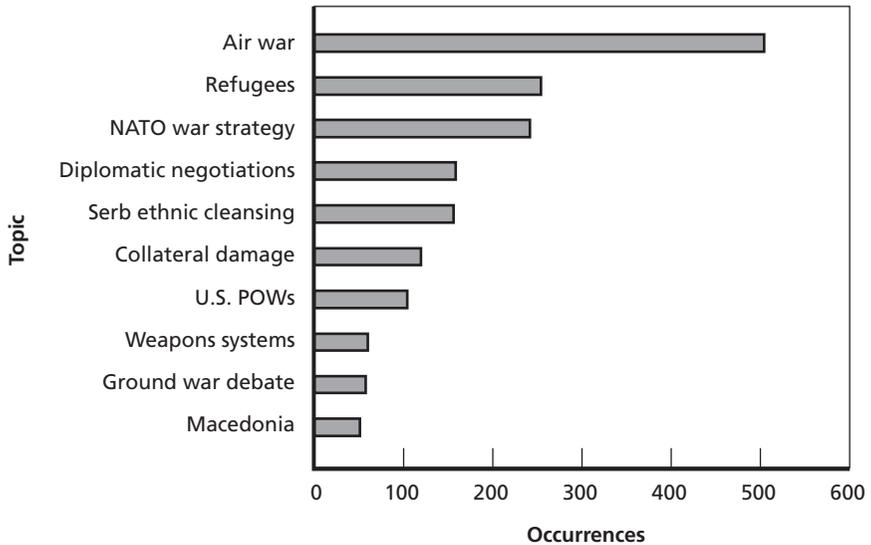 Topic
Air war
Refugees
NATO war strategy
Diplomatic negotiations
Serb ethnic cleansing
Collateral damage
U.S. POWs
Weapons systems
Ground war debate
Macedonia
0 100 200 300 400 500 600
Occurrences